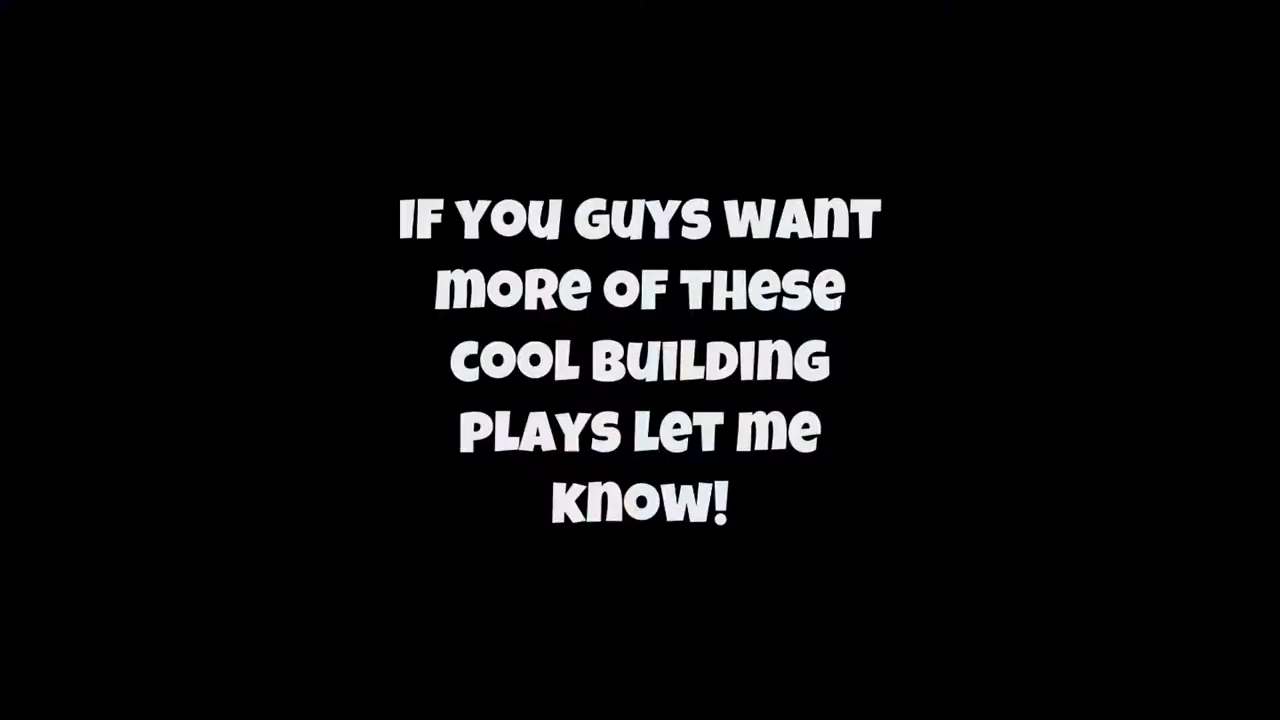 IF YOU GUYS WANT
MORE OF THESE
COOL BUILDING
PLAYS LET ME
KNOW!